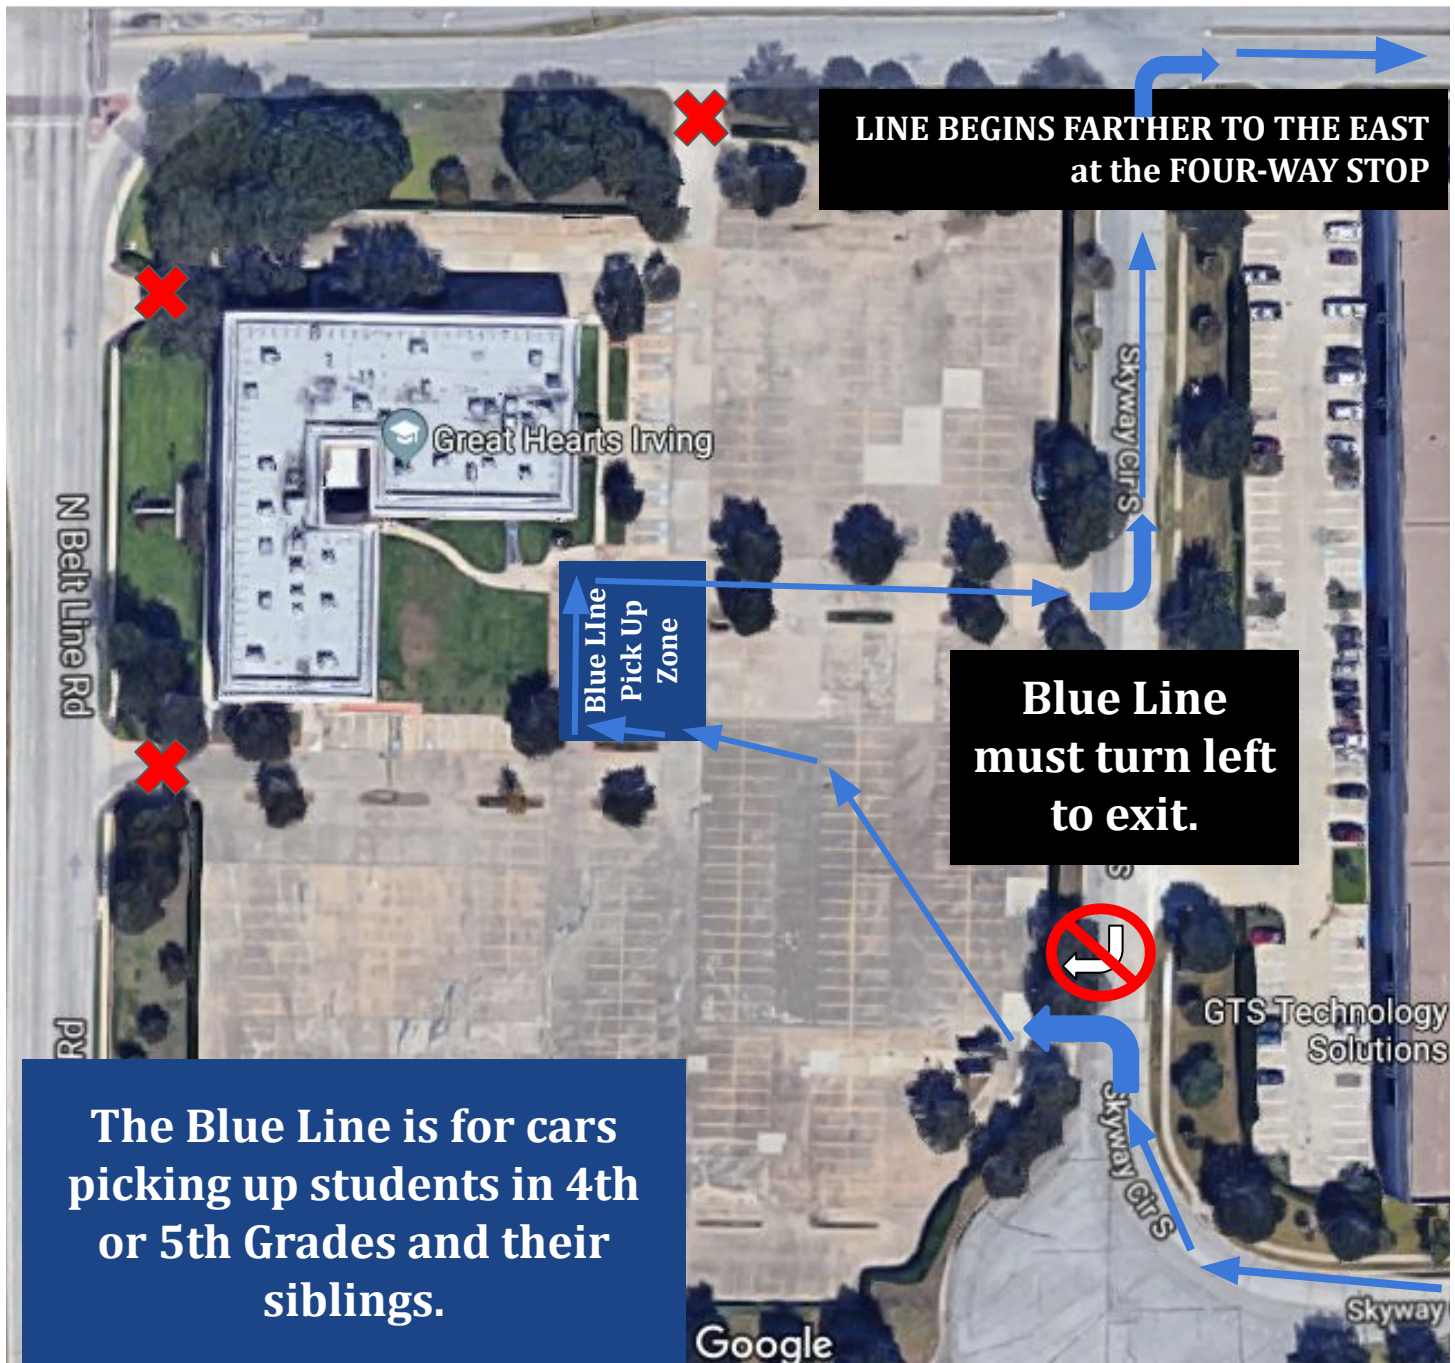 LINE BEGINS FARTHER TO THE EAST
at the FOUR-WAY STOP
Great Hearts Irving
Skyway Cir S
N Belt Line Rd
Blue LIne
Pick Up
Zone
Blue Line
must turn left
to exit.
S
GTS Technology
Solutions
Rd
Skyway Cir S
The Blue Line is for cars
picking up students in 4th
or 5th Grades and their
siblings.
Skyway
Google